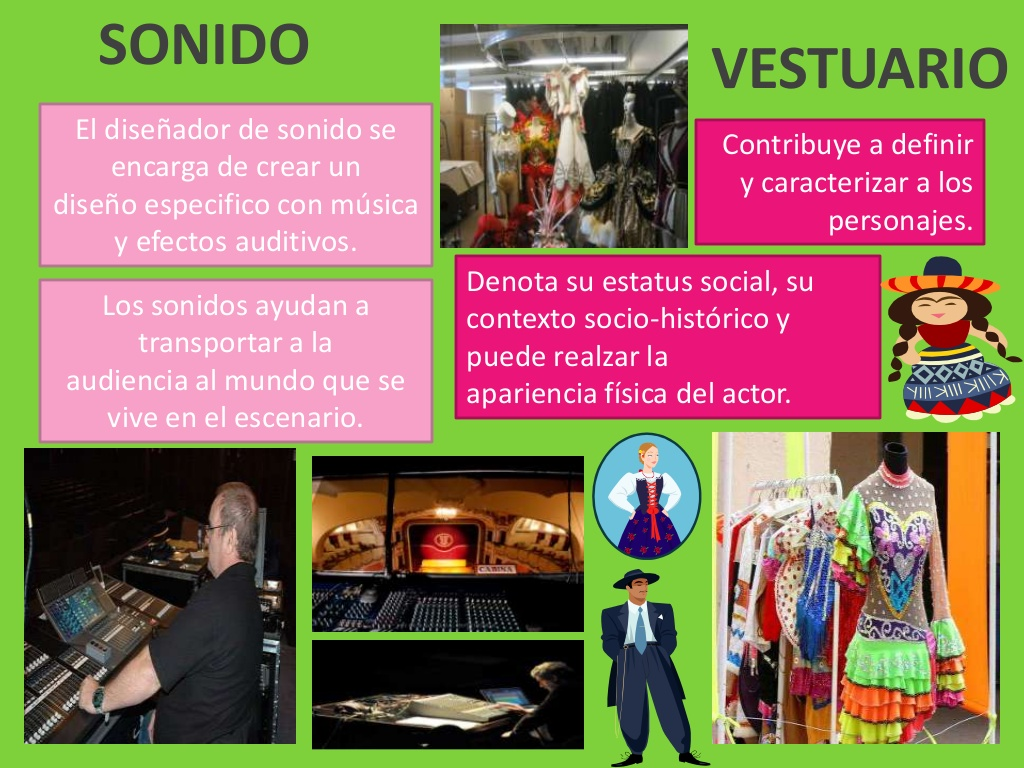 SONIDO
El diseñador de sonido se
encarga de crear un
diseño especifico con música
y efectos auditivos.
Los sonidos ayudan a
transportar a la
audiencia al mundo que se
vive en el escenario.
VESTUARIO
Contribuye a definir
y caracterizar a los
personajes.
Denota su estatus social, su
contexto socio-histórico y
puede realzar la
apariencia física del actor.
CABINA